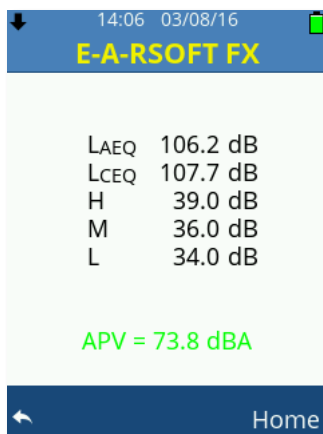 14:06 03/08/16
E-A-RSOFT FX
LAEQ 106.2 dB
LCEQ 107.7 dB
H 39.0 dB
M 36.0 dB
L 34.0 dB
APV = 73.8 dBA
Home